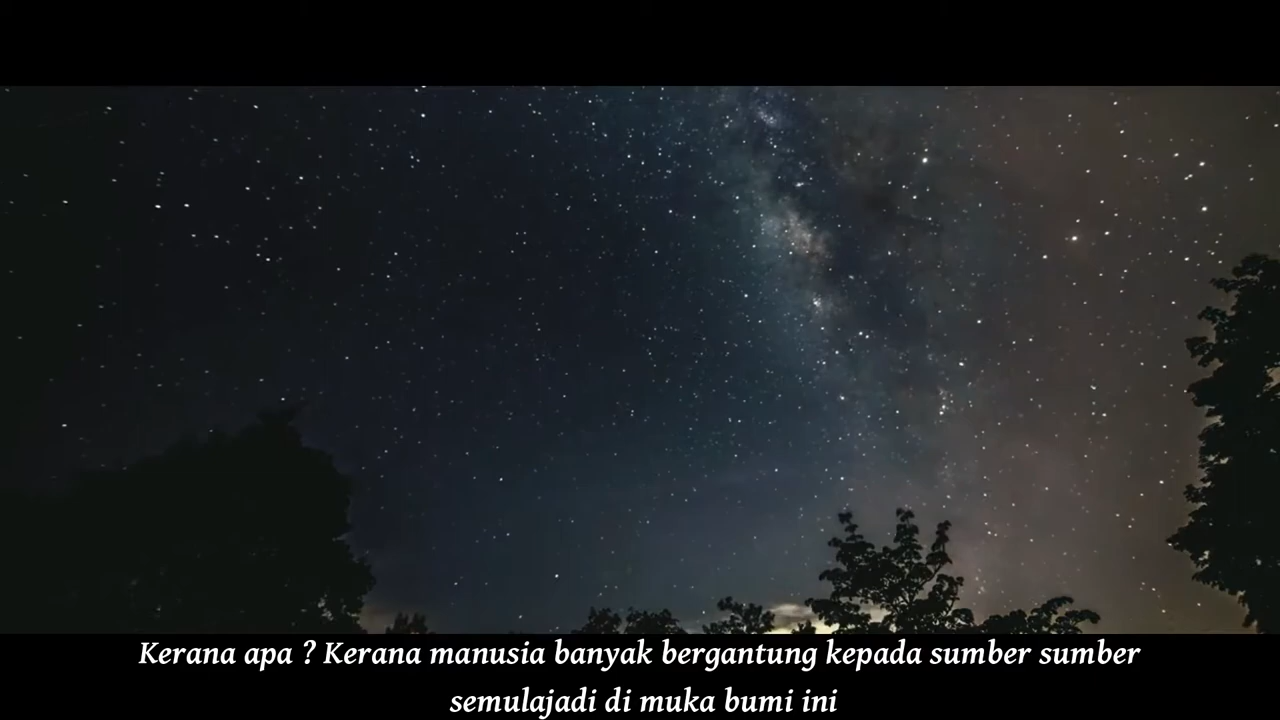 Kerana apa ? Kerana manusia banyak bergantung kepada sumber sumber
semulajadi di muka bumi ini